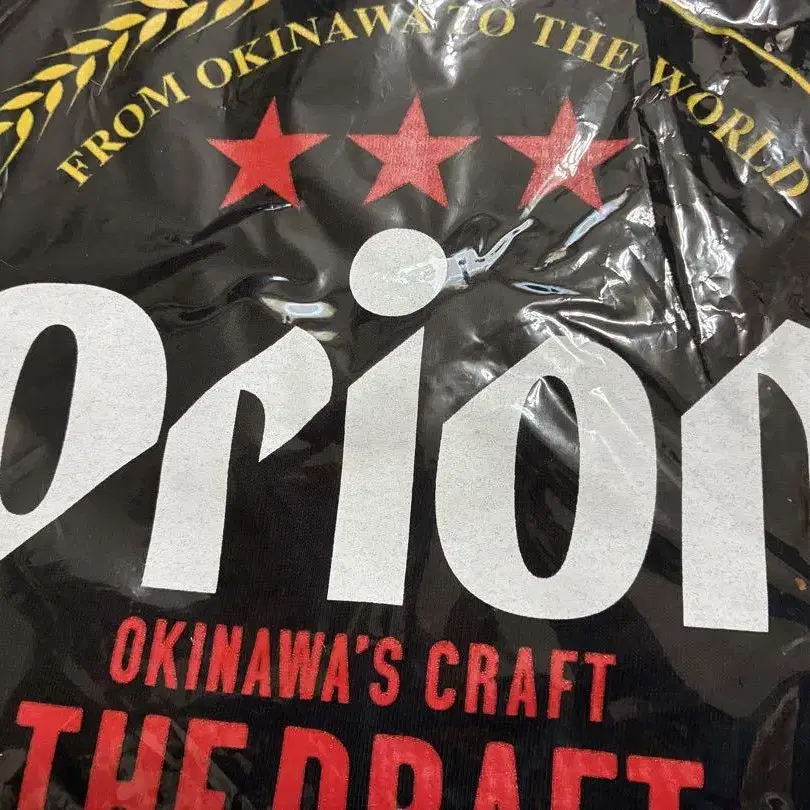 FROM OKINAWA TO THE WORLD
Orion
OKINAWA'S CRAFT
THE DRAFT